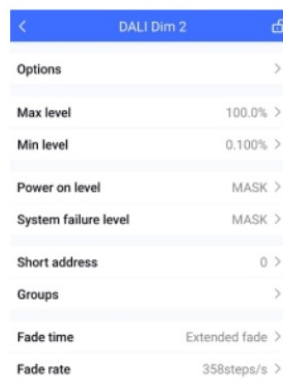 DALI Dim 2
Options
Max level 100.0%
Min level 0.100%
Power on level MASK
System failure level MASK
Short address 0
Groups
Fade time Extended fade
Fade rate 358steps/s